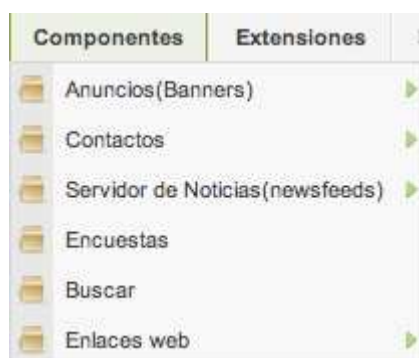 Componentes Extensiones
Anuncios(Banners)
Contactos
Servidor de Noticias(newsfeeds)
Encuestas
Buscar
Enlaces web